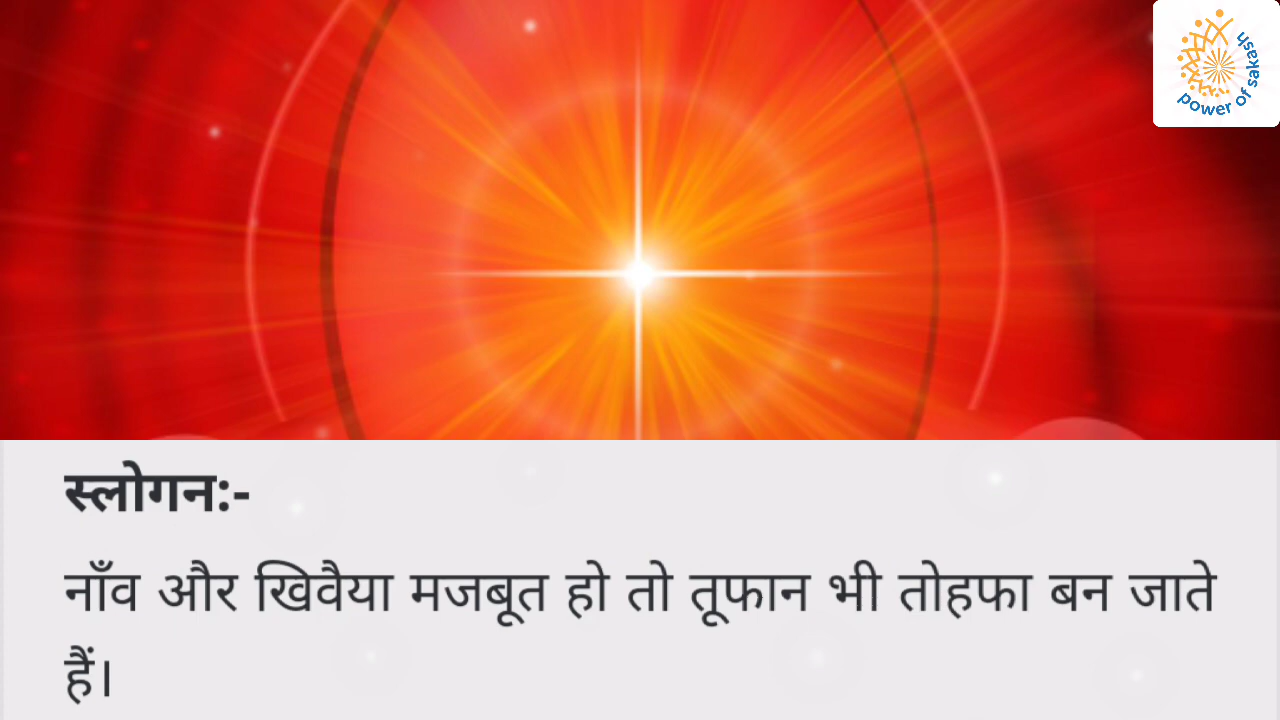 power of sakash
स्लोगन:-
नाँव और खिवैया मजबूत हो तो तूफान भी तोहफा बन जाते
हैं।